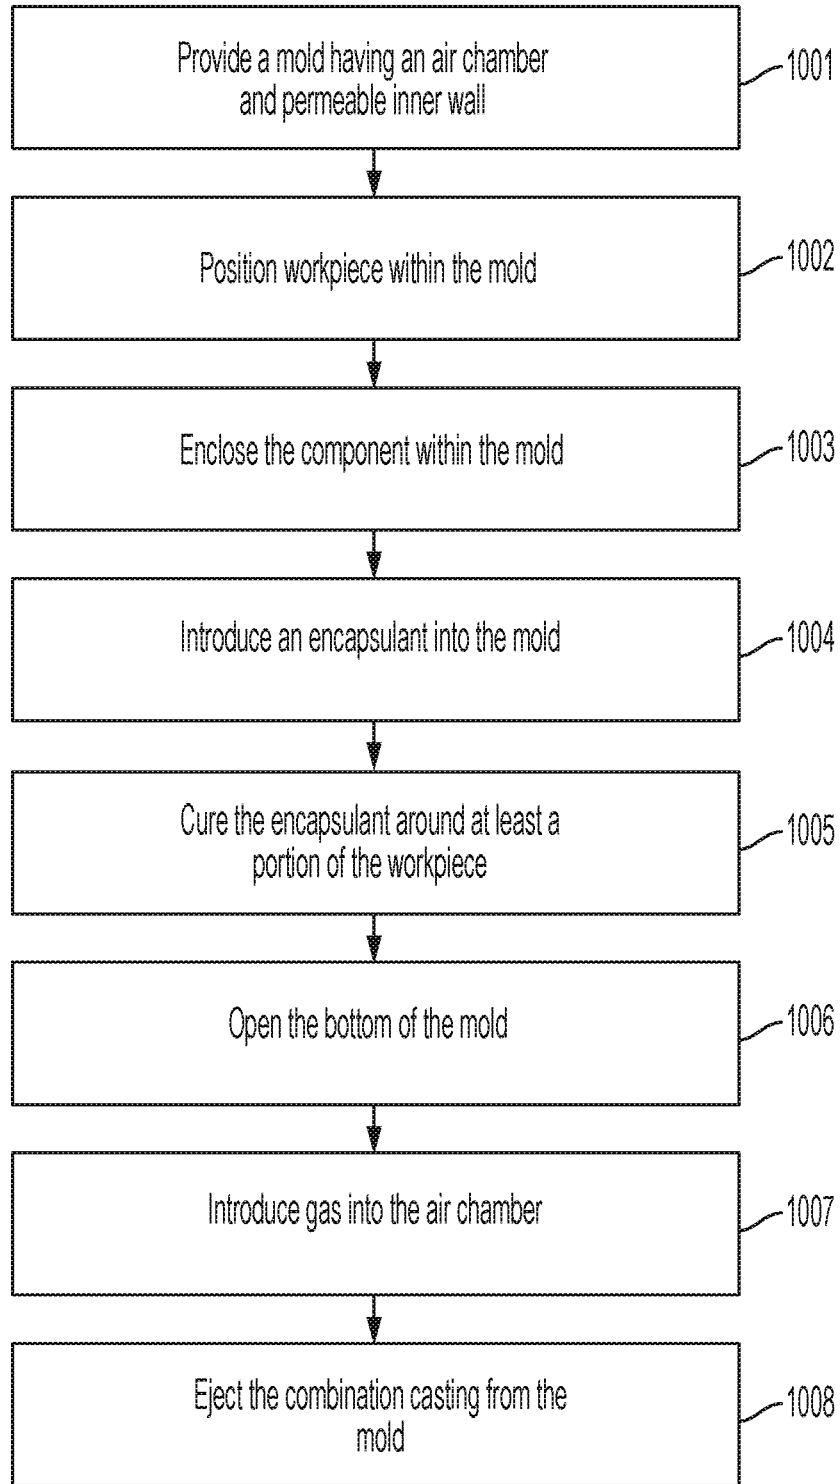 Provide a mold having an air chamber
and permeable inner wall
1001
Position workpiece within the mold
1002
Enclose the component within the mold
1003
Introduce an encapsulant into the mold
1004
Cure the encapsulant around at least a
portion of the workpiece
1005
Open the bottom of the mold
1006
Introduce gas into the air chamber
1007
Eject the combination casting from the
mold
1008